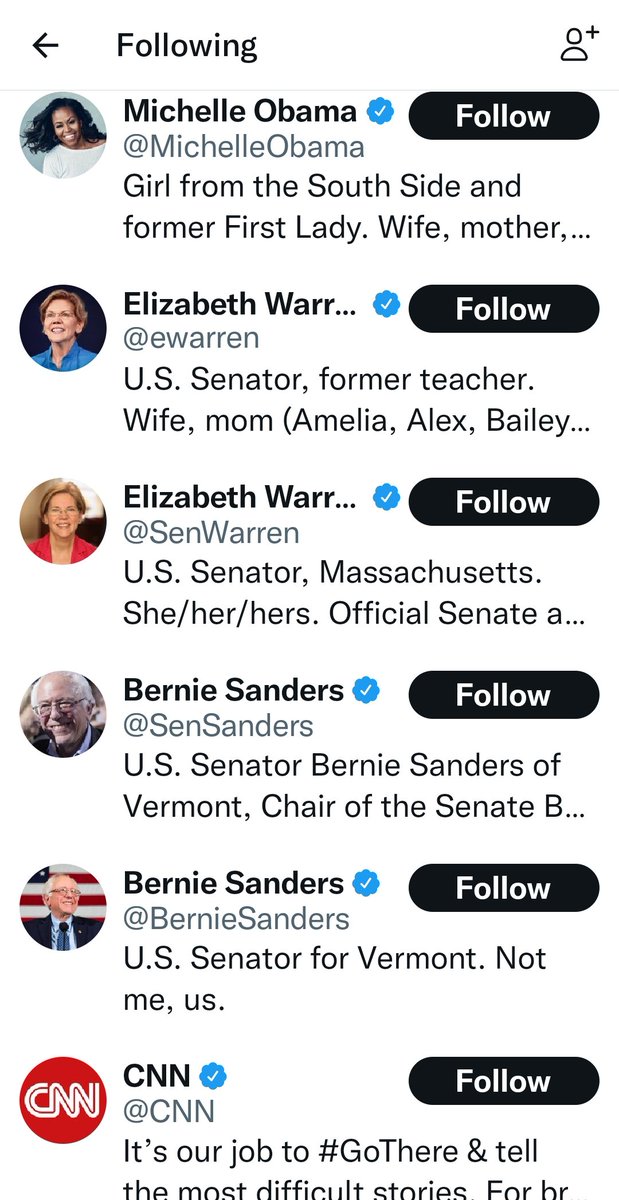 Following
Michelle Obama
Follow
@MichelleObama
Girl from the South Side and
former First Lady. Wife, mother,...
Elizabeth Warr...
Follow
@ewarren
U.S. Senator, former teacher.
Wife, mom (Amelia, Alex, Bailey...
Elizabeth Warr...
Follow
@SenWarren
U.S. Senator, Massachusetts.
She/her/hers. Official Senate a...
Bernie Sanders
Follow
@SenSanders
U.S. Senator Bernie Sanders of
Vermont, Chair of the Senate B...
Bernie Sanders
Follow
@BernieSanders
U.S. Senator for Vermont. Not
me, us.
CNN
CNN
Follow
@CNN
It’s our job to #GoThere & tell
the most difficult stories. For br...